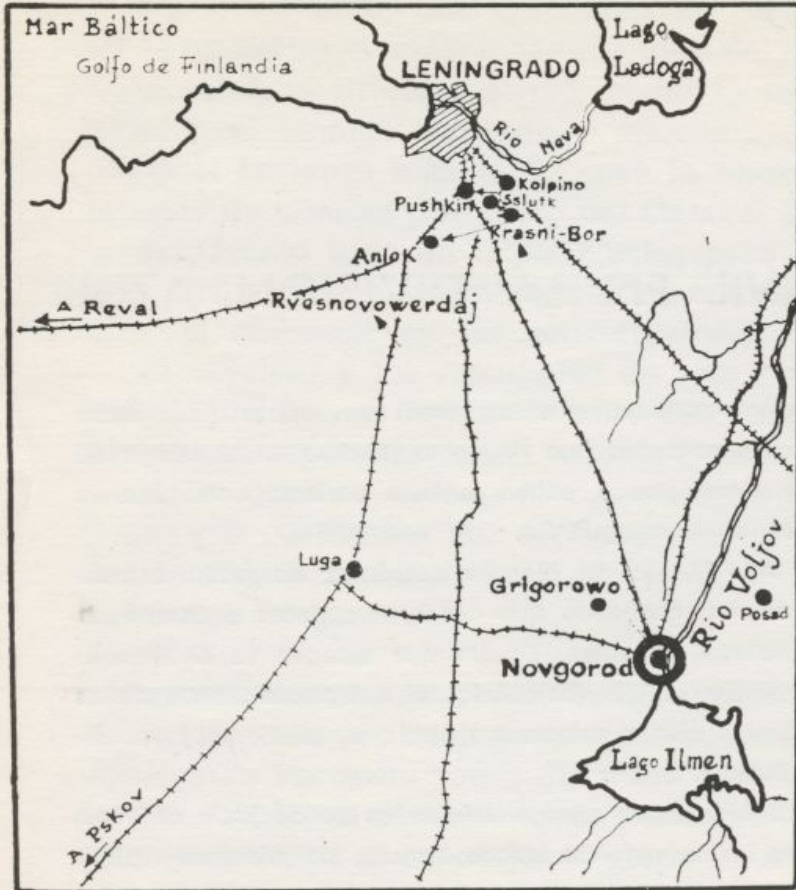 Mar Báltico
Golfo de Finlandia
LENINGRADO
Lago
Ladoga
Rio Neva
Kolpino
Pushkin
Sslutk
Krasni-Bor
Anlok
A Reval
Rvesnovowerdaj
Luga
Grigorowo
Rio Voljov
Posad
Novgorod
Lago Ilmen
A Pskov